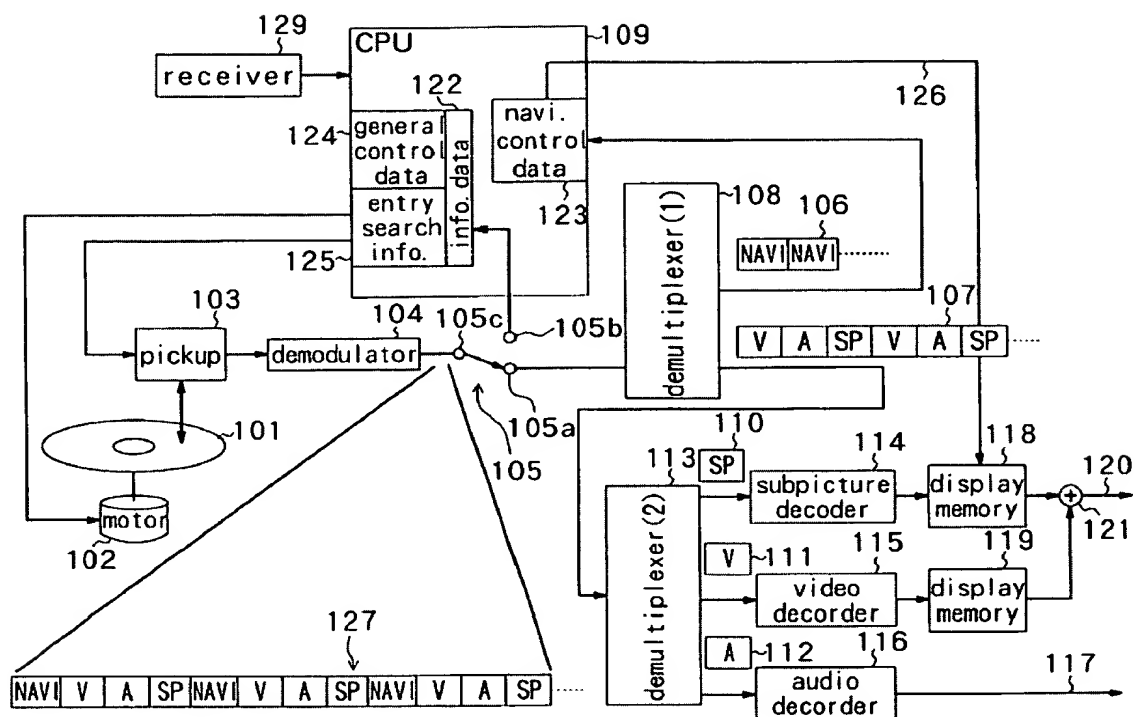 129
CPU
109
receiver
122
126
124
general
control
data
info. data
navi.
control
data
123
108
106
entry
search
info.
125
demultiplexer(1)
NAVI NAVI
103
104
105c
105b
107
pickup
demodulator
V A SP V A SP
105a
101
105
110
SP
113
114
118
120
subpicture
decoder
display
memory
121
motor
102
demultiplexer(2)
V
111
115
119
video
decorder
display
memory
127
A
112
116
117
audio
decorder
NAVI V A SP NAVI V A SP NAVI V A SP